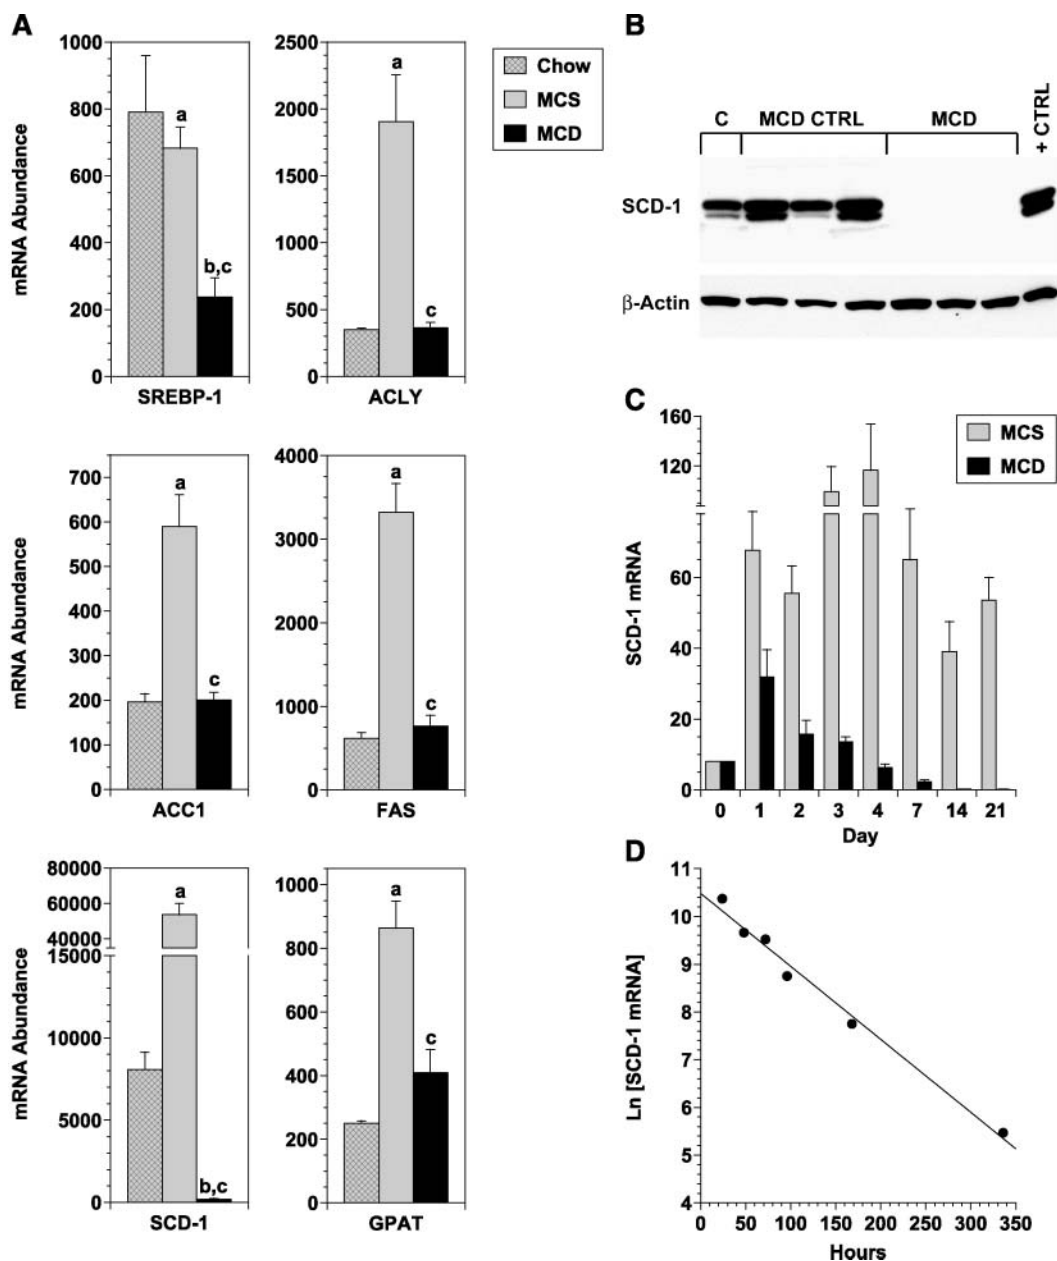 A
mRNA Abundance
1000
800
600
400
200
0
a
b,c
SREBP-1
2500
2000
1500
1000
500
0
a
c
ACLY
Chow
MCS
MCD
mRNA Abundance
700
600
500
400
300
200
100
0
a
c
ACC1
4000
3000
2000
1000
0
a
c
FAS
mRNA Abundance
80000
60000
40000
15000
10000
5000
0
a
b,c
SCD-1
1000
800
600
400
200
0
a
c
GPAT
B
C MCD CTRL MCD + CTRL
SCD-1
β-Actin
C
SCD-1 mRNA
160
120
60
40
20
0
MCS
MCD
0 1 2 3 4 7 14 21
Day
D
Ln [SCD-1 mRNA]
11
10
9
8
7
6
5
4
0 50 100 150 200 250 300 350
Hours